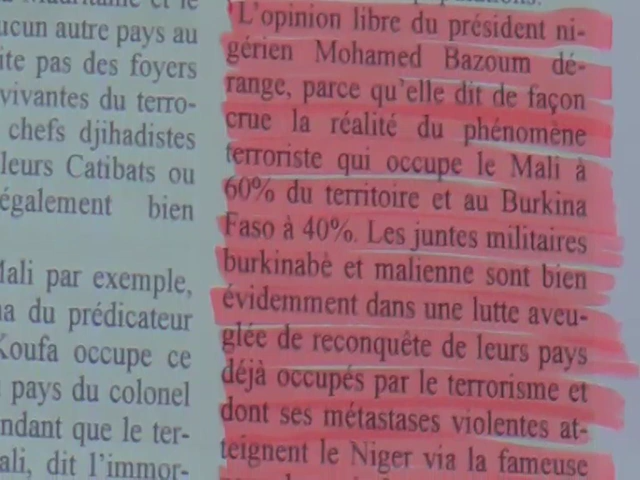 aucun autre pays au
pas des foyers
vivantes du terro-
chefs djihadistes
leurs Catibats ou
également bien
Mali par exemple,
du prédicateur
Koufa occupe ce
pays du colonel
que le ter-
dit l'immor-
L'opinion libre du président ni-
gérien Mohamed Bazoum dé-
range, parce qu'elle dit de façon
crue la réalité du phénomène
terroriste qui occupe le Mali à
60% du territoire et au Burkina
Faso à 40%. Les juntes militaires
burkinabè et malienne sont bien
évidemment dans une lutte aveu-
glée de reconquête de leurs pays
déjà occupés par le terrorisme et
dont ses métastases violentes at-
teignent le Niger via la fameuse